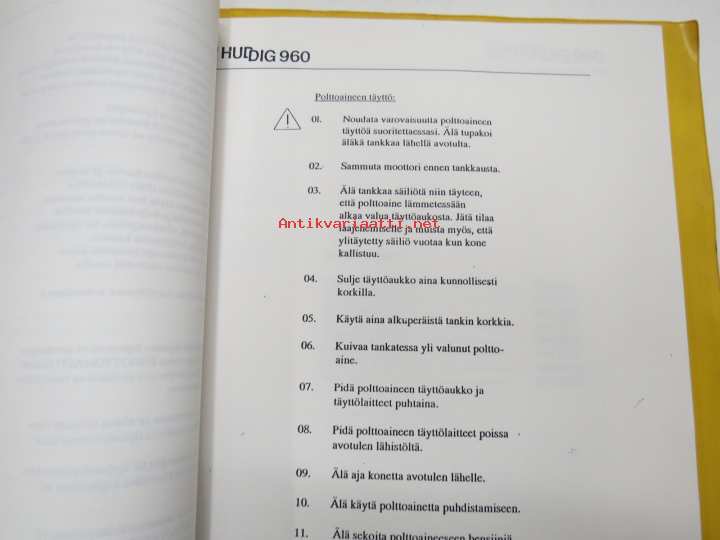 HUDDIG 960
Polttoaineen täyttö:
01. Noudata varovaisuutta polttoaineen
täyttöä suoritettaessasi. Älä tupakoi
äläkä tankkaa lähellä avotulta.
02. Sammuta moottori ennen tankkausta.
03. Älä tankkaa säiliötä niin täyteen,
että polttoaine lämmetessään
alkaa valua täyttöaukosta. Jätä tilaa
Antikvariaatti.net
laajenemiselle ja muista myös, että
ylitäytetty säiliö vuotaa kun kone
kallistuu.
04. Sulje täyttöaukko aina kunnollisesti
korkilla.
05. Käytä aina alkuperäistä tankin korkkia.
06. Kuivaa tankatessa yli valunut poltto-
aine.
07. Pidä polttoaineen täyttöaukko ja
täyttölaitteet puhtaina.
08. Pidä polttoaineen täyttölaitteet poissa
avotulen lähistöltä.
09. Älä aja konetta avotulen lähelle.
10. Älä käytä polttoainetta puhdistamiseen.
11. Älä sekoita polttoaineeseen bensiiniä